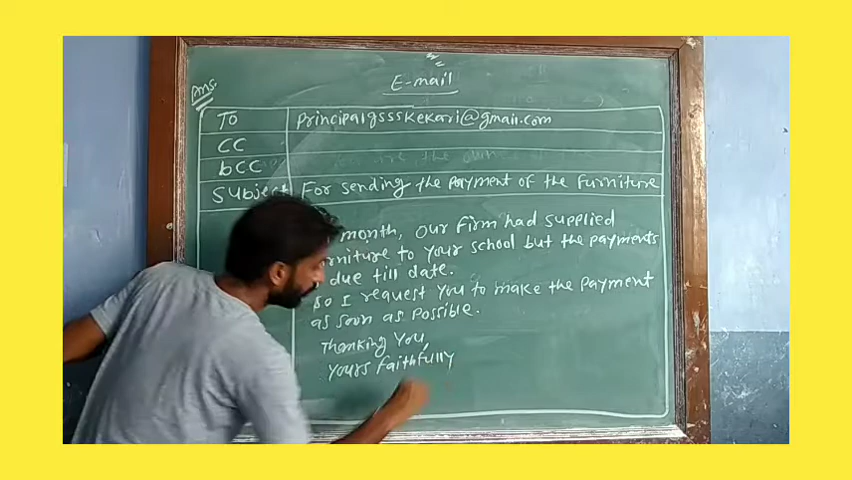 E-mail
Ans.
To Principalgssskekari@gmail.com
CC
bCC
Subject For sending the payment of the furniture
month, our firm had supplied
rniture to your school but the payments
due till date.
So I request you to make the payment
as soon as possible.
Thanking You,
Yours faithfully